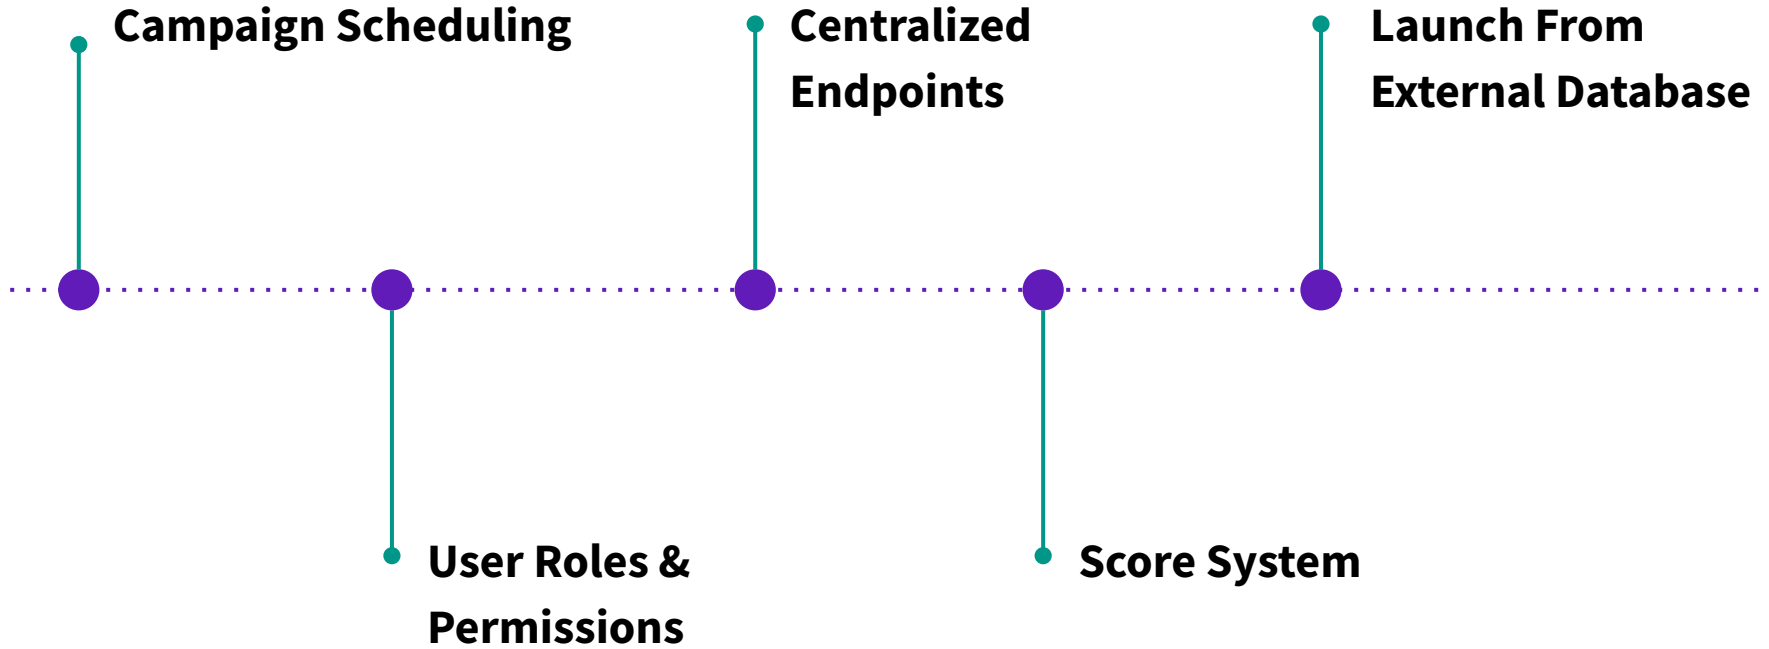 Campaign Scheduling
Centralized
Endpoints
Launch From
External Database
User Roles &
Permissions
Score System